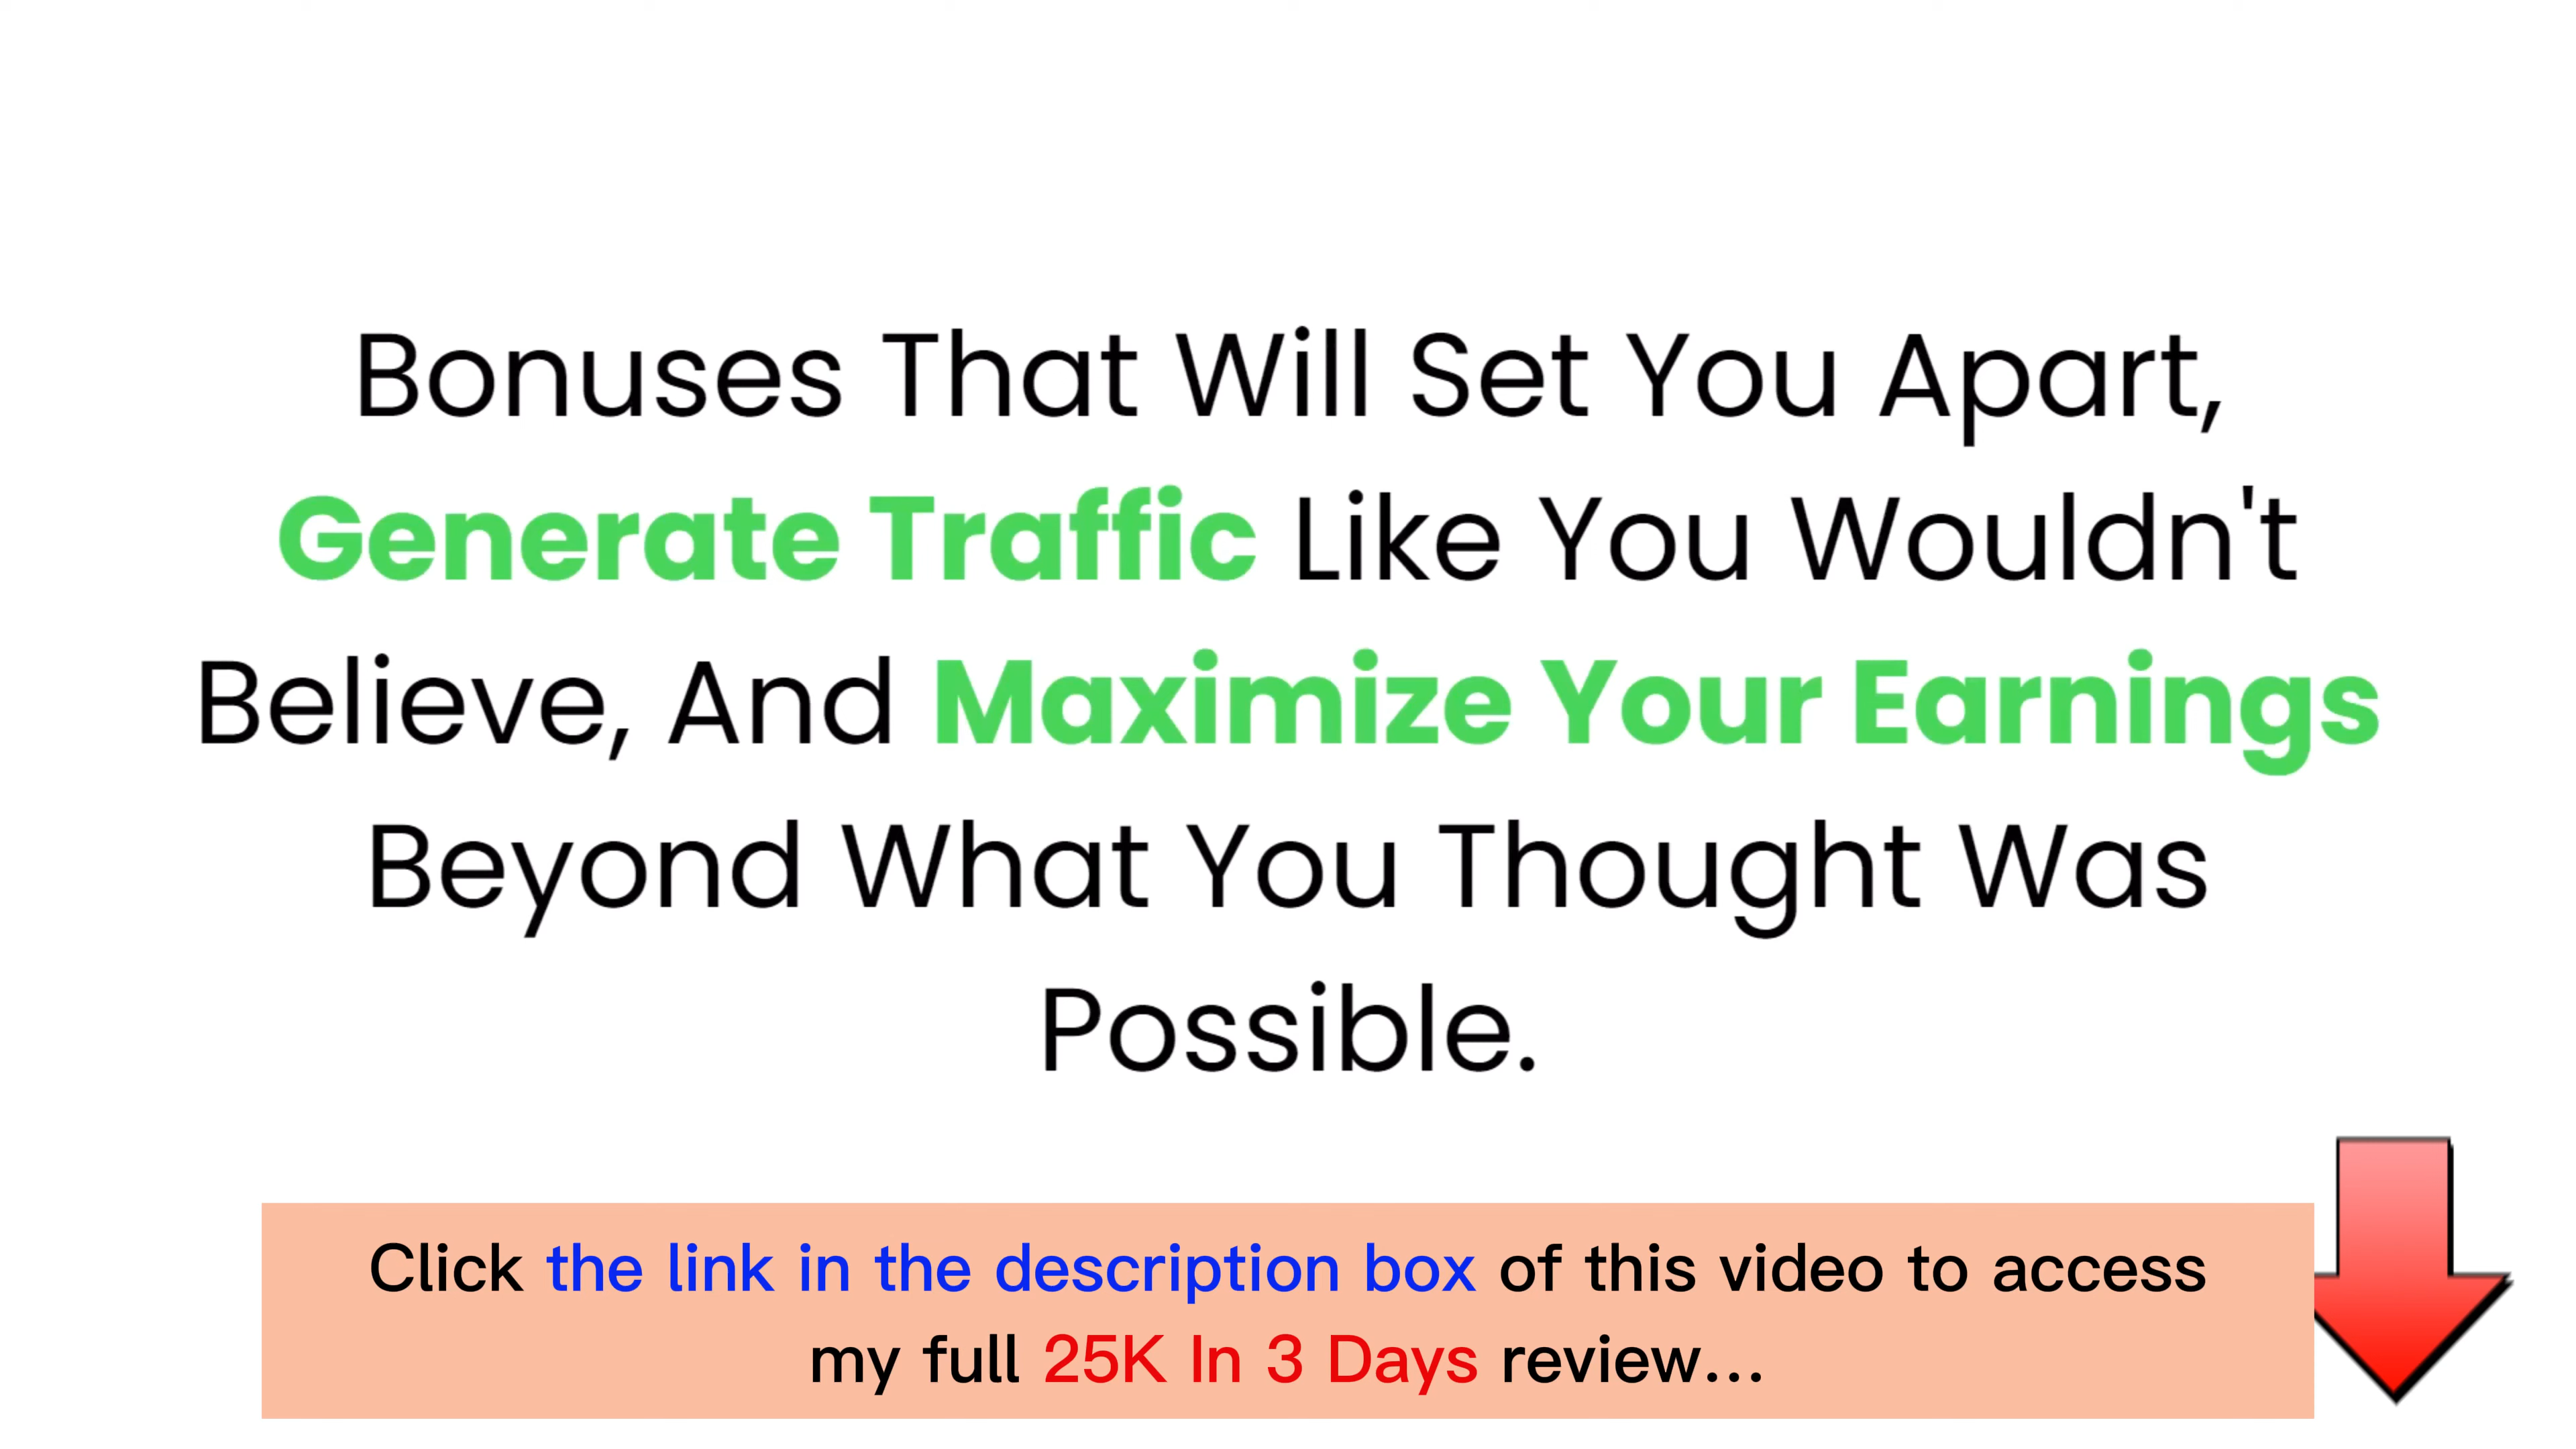 Bonuses That Will Set You Apart,
Generate Traffic Like You Wouldn't
Believe, And Maximize Your Earnings
Beyond What You Thought Was
Possible.
Click the link in the description box of this video to access
my full 25K In 3 Days review...